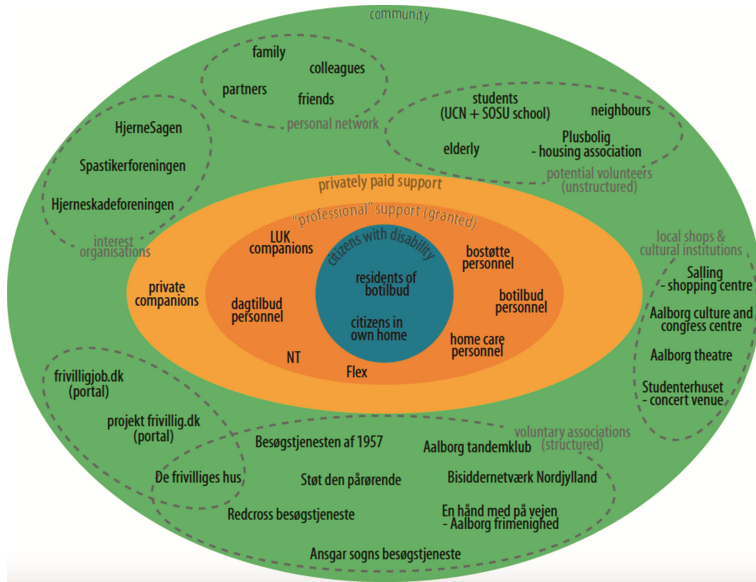 community
family
colleagues
partners
friends
personal network
students
(UCN + SOSU school)
neighbours
elderly
Plusbolig
- housing association
potential volunteers
(unstructured)
HjerneSagen
Spastikerforeningen
Hjerneskadeforeningen
interest
organisations
privately paid support
"professional" support (granted)
citizens with disability
LUK
companions
bostøtte
personnel
residents of
botilbud
private
companions
dagtilbud
personnel
botilbud
personnel
citizens in
own home
home care
personnel
NT
Flex
local shops &
cultural institutions
Salling
- shopping centre
Aalborg culture and
congress centre
Aalborg theatre
Studenterhuset
- concert venue
frivilligjob.dk
(portal)
projekt frivillig.dk
(portal)
De frivilliges hus
voluntary associations
(structured)
Besøgstjenesten af 1957
Aalborg tandemklub
Støt den pårørende
Bisiddernetværk Nordjylland
Redcross besøgstjeneste
En hånd med på vejen
- Aalborg frimenighed
Ansgar sogns besøgstjeneste